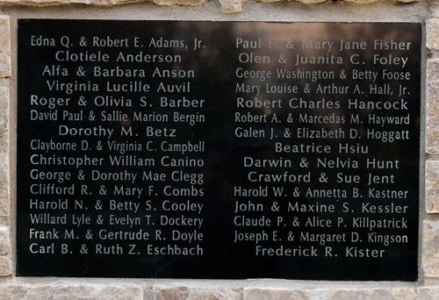 Edna Q. & Robert E. Adams, Jr.
Clotiele Anderson
Alfa & Barbara Anson
Virginia Lucille Auvil
Roger & Olivia S. Barber
David Paul & Sallie Marion Bergin
Dorothy M. Betz
Clayborne D. & Virginia C. Campbell
Christopher William Canino
George & Dorothy Mae Clegg
Clifford R. & Mary F. Combs
Harold N. & Betty S. Cooley
Willard Lyle & Evelyn T. Dockery
Frank M. & Gertrude R. Doyle
Carl B. & Ruth Z. Eschbach
Paul F. & Mary Jane Fisher
Olen & Juanita C. Foley
George Washington & Betty Foose
Mary Louise & Arthur A. Hall, Jr.
Robert Charles Hancock
Robert A. & Marcedas M. Hayward
Galen J. & Elizabeth D. Hoggatt
Beatrice Hsiu
Darwin & Nelvia Hunt
Crawford & Sue Jent
Harold W. & Annetta B. Kastner
John & Maxine S. Kessler
Claude P. & Alice P. Killpatrick
Joseph E. & Margaret D. Kingson
Frederick R. Kister